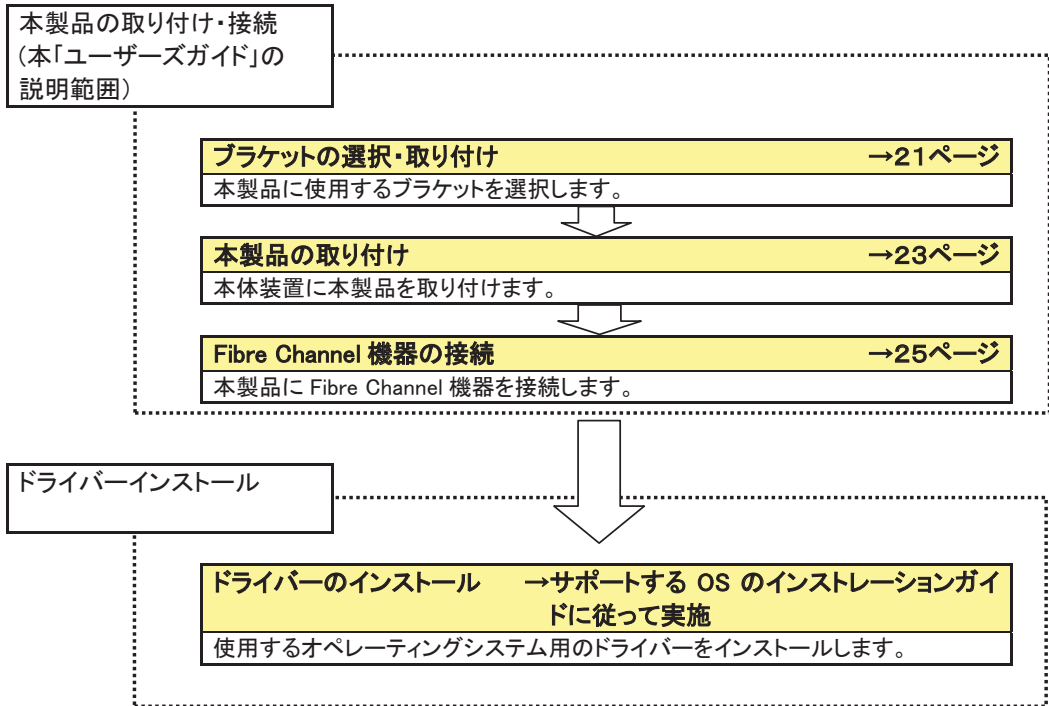 本製品の取り付け・接続
(本「ユーザーズガイド」の
説明範囲)
ブラケットの選択・取り付け →21ページ
本製品に使用するブラケットを選択します。
本製品の取り付け →23ページ
本体装置に本製品を取り付けます。
Fibre Channel 機器の接続 →25ページ
本製品に Fibre Channel 機器を接続します。
ドライバーインストール
ドライバーのインストール →サポートする OS のインストレーションガイ
ドに従って実施
使用するオペレーティングシステム用のドライバーをインストールします。